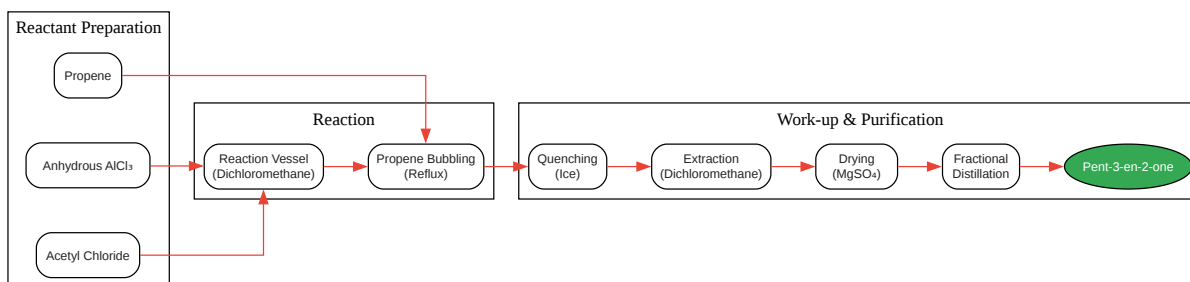 Reactant Preparation
Propene
Anhydrous AlCl₃
Acetyl Chloride
Reaction
Reaction Vessel
(Dichloromethane)
Propene Bubbling
(Reflux)
Work-up & Purification
Quenching
(Ice)
Extraction
(Dichloromethane)
Drying
(MgSO₄)
Fractional
Distillation
Pent-3-en-2-one